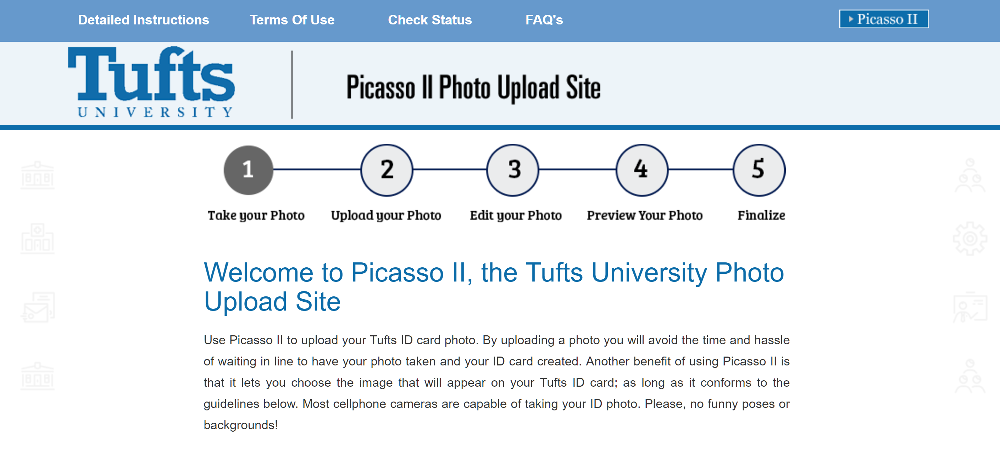 Detailed Instructions Terms Of Use Check Status FAQ's Picasso II
Tufts
UNIVERSITY
Picasso II Photo Upload Site
1 2 3 4 5
Take your Photo Upload your Photo Edit your Photo Preview Your Photo Finalize
Welcome to Picasso II, the Tufts University Photo
Upload Site
Use Picasso II to upload your Tufts ID card photo. By uploading a photo you will avoid the time and hassle
of waiting in line to have your photo taken and your ID card created. Another benefit of using Picasso II is
that it lets you choose the image that will appear on your Tufts ID card; as long as it conforms to the
guidelines below. Most cellphone cameras are capable of taking your ID photo. Please, no funny poses or
backgrounds!